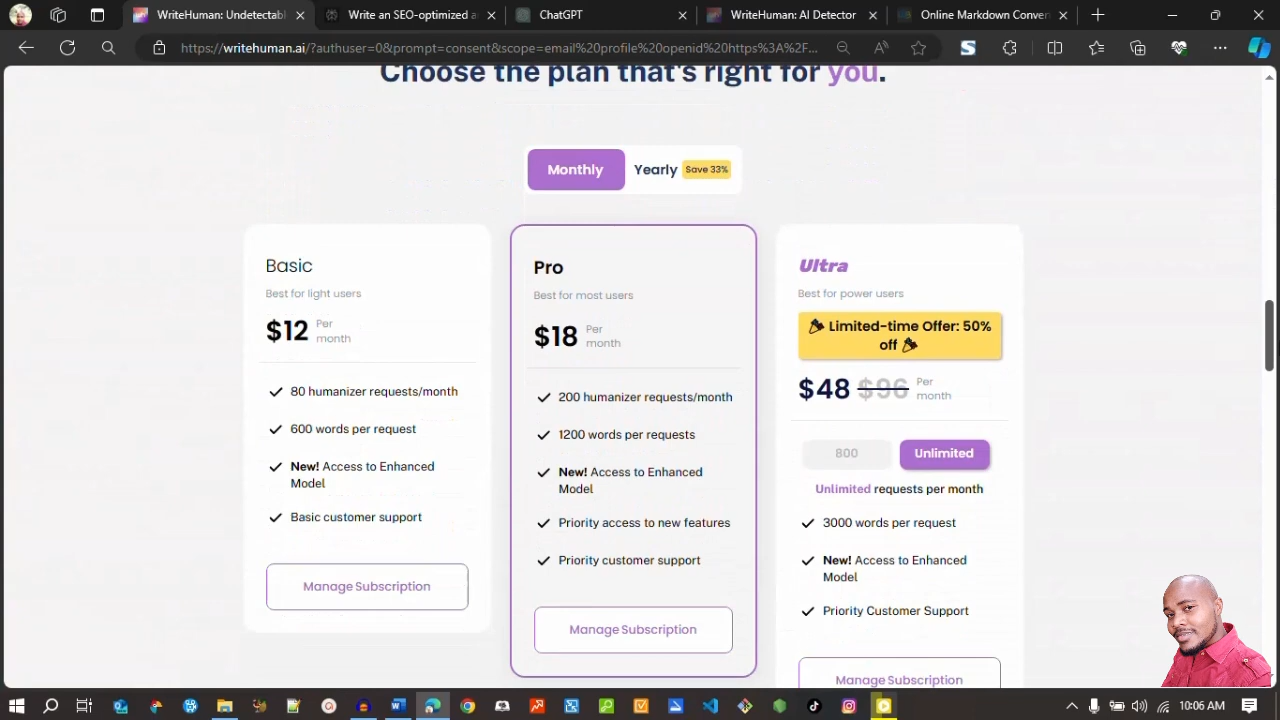 WriteHuman: Undetectabl
Write an SEO-optimized a
ChatGPT
WriteHuman: AI Detector
Online Markdown Conver
https://writehuman.ai/?authuser=0&prompt=consent&scope=email%20profile%20openid%20https%3A%2F...
Choose the plan that's right for you.
Monthly
Yearly Save 33%
Basic
Best for light users
$12 Per
month
80 humanizer requests/month
600 words per request
New! Access to Enhanced
Model
Basic customer support
Manage Subscription
Pro
Best for most users
$18 Per
month
200 humanizer requests/month
1200 words per requests
New! Access to Enhanced
Model
Priority access to new features
Priority customer support
Manage Subscription
Ultra
Best for power users
Limited-time Offer: 50%
off
$48 $96 Per
month
800 Unlimited
Unlimited requests per month
3000 words per request
New! Access to Enhanced
Model
Priority Customer Support
Manage Subscription
10:06 AM